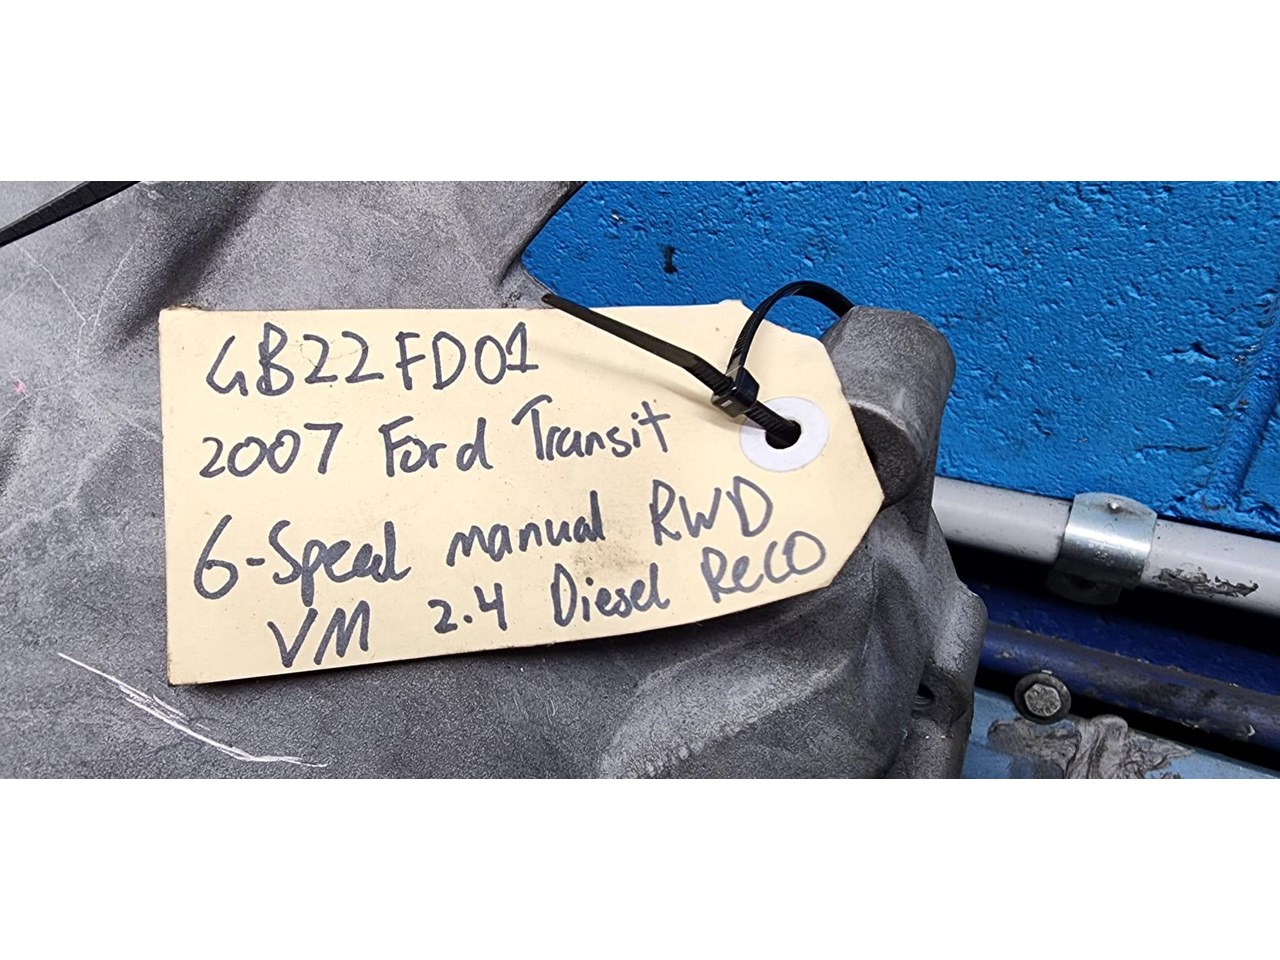 GB22FD01
2007 Ford Transit
6-Speed manual RWD
VM 2.4 Diesel ReCO